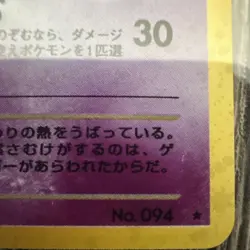 のぞむなら、ダメージ 30
えポケモンを1匹選
りの熱をうばっている。
さむけがするのは、ゲ
ーがあらわれたからだ。
No. 094 ★